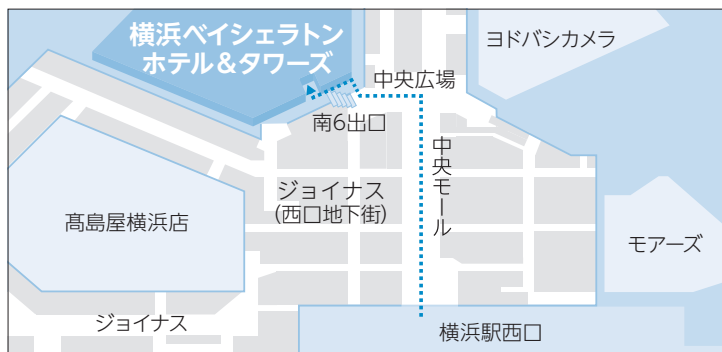 横浜ベイシェラトン
ホテル＆タワーズ
ヨドバシカメラ
中央広場
南6出口
中央モール
ジョイナス
(西口地下街)
髙島屋横浜店
モアーズ
ジョイナス
横浜駅西口